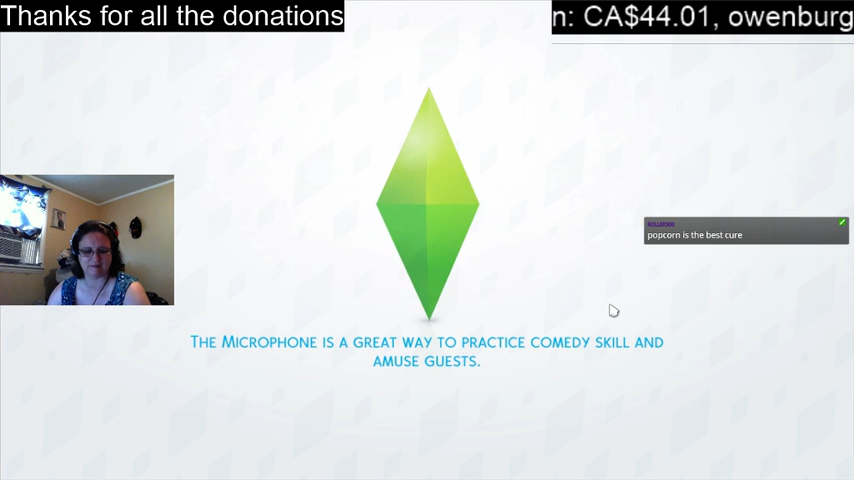 Thanks for all the donations
n: CA$44.01, owenburg
popcorn is the best cure
THE MICROPHONE IS A GREAT WAY TO PRACTICE COMEDY SKILL AND
AMUSE GUESTS.